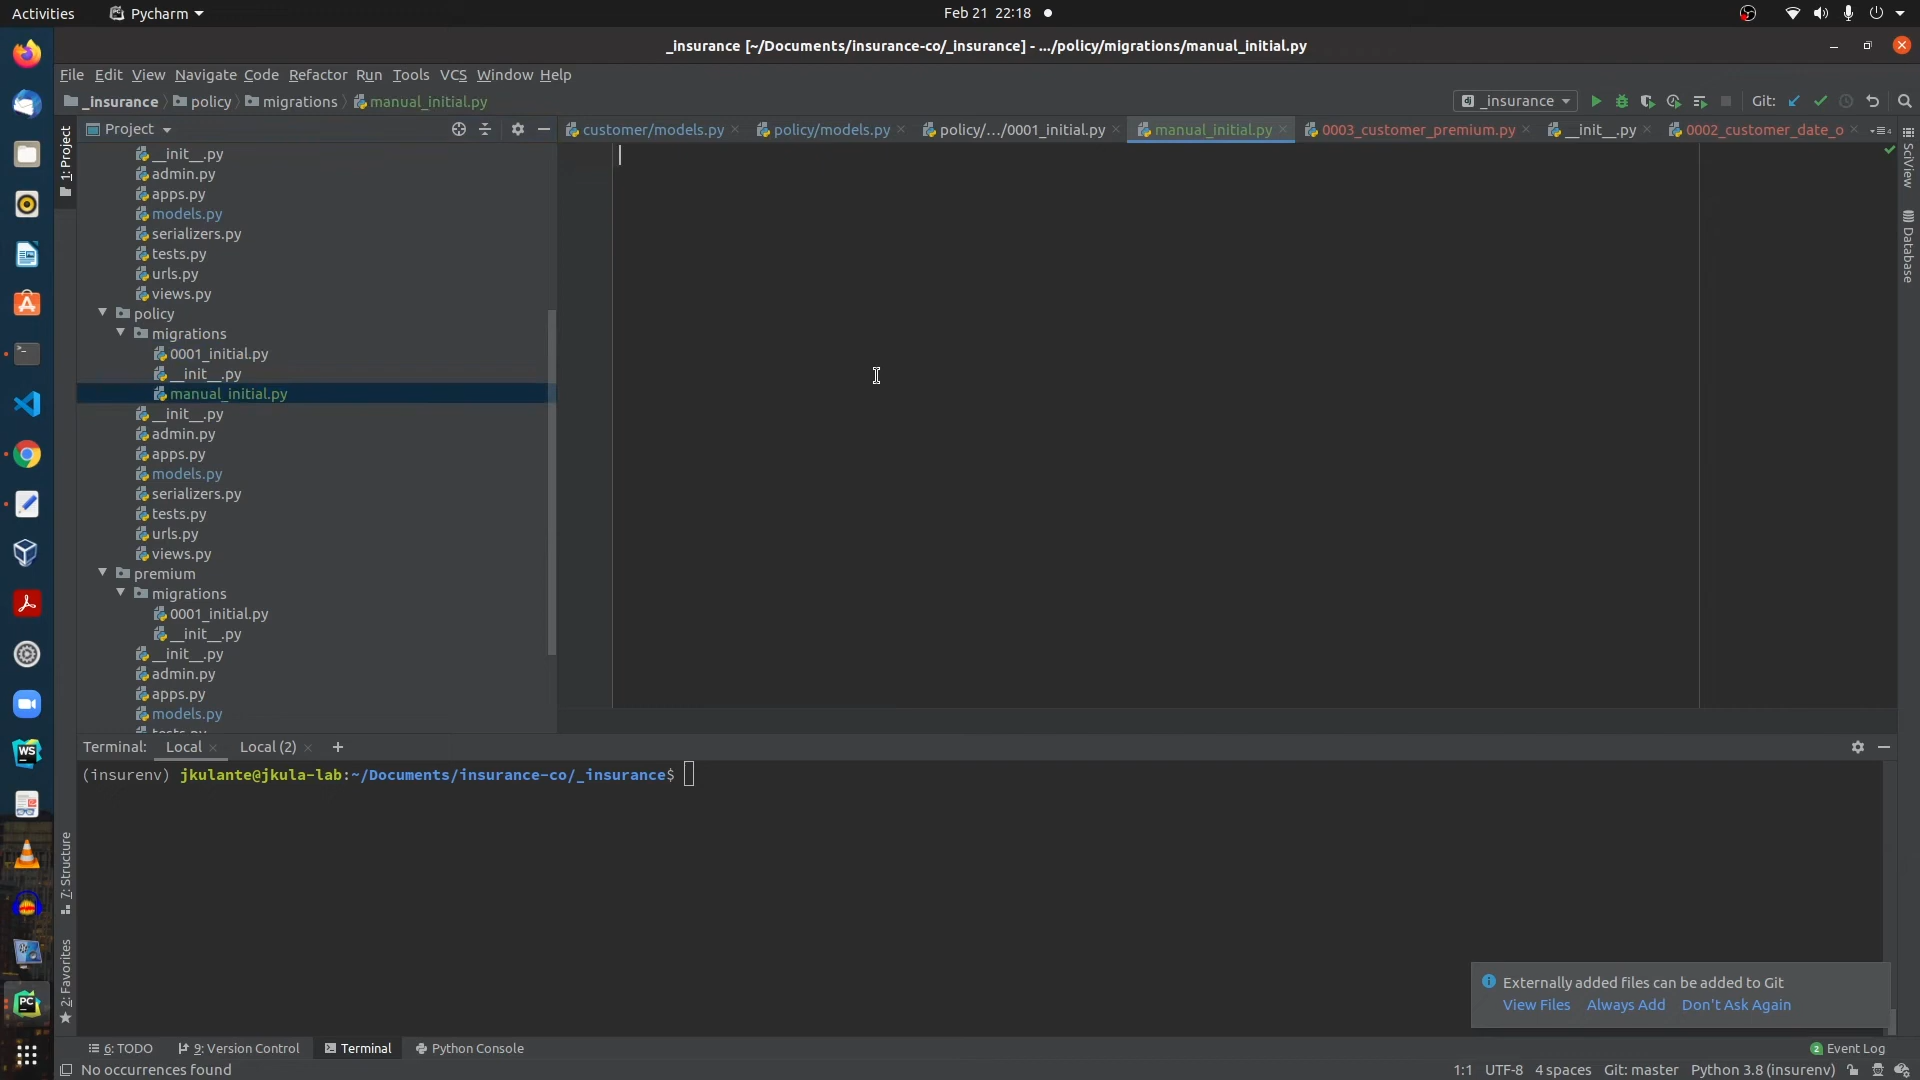 Activities
Pycharm
Feb 21 22:18
_insurance [~/Documents/insurance-co/_insurance] - .../policy/migrations/manual_initial.py
File Edit View Navigate Code Refactor Run Tools VCS Window Help
_insurance policy migrations manual_initial.py
_insurance
Git:
1: Project
Project
customer/models.py
policy/models.py
policy/.../0001_initial.py
manual_initial.py
0003_customer_premium.py
__init__.py
0002_customer_date_o
__init__.py
admin.py
apps.py
models.py
serializers.py
tests.py
urls.py
views.py
policy
migrations
0001_initial.py
__init__.py
manual_initial.py
__init__.py
admin.py
apps.py
models.py
serializers.py
tests.py
urls.py
views.py
premium
migrations
0001_initial.py
__init__.py
__init__.py
admin.py
apps.py
models.py
tests.py
SciView
Database
WS
PC
7: Structure
2: Favorites
Terminal: Local Local (2) +
(insurenv) jkulante@jkula-lab:~/Documents/insurance-co/_insurance$
Externally added files can be added to Git
View Files Always Add Don't Ask Again
6: TODO 9: Version Control Terminal Python Console
2 Event Log
No occurrences found
1:1 UTF-8 4 spaces Git: master Python 3.8 (insurenv)